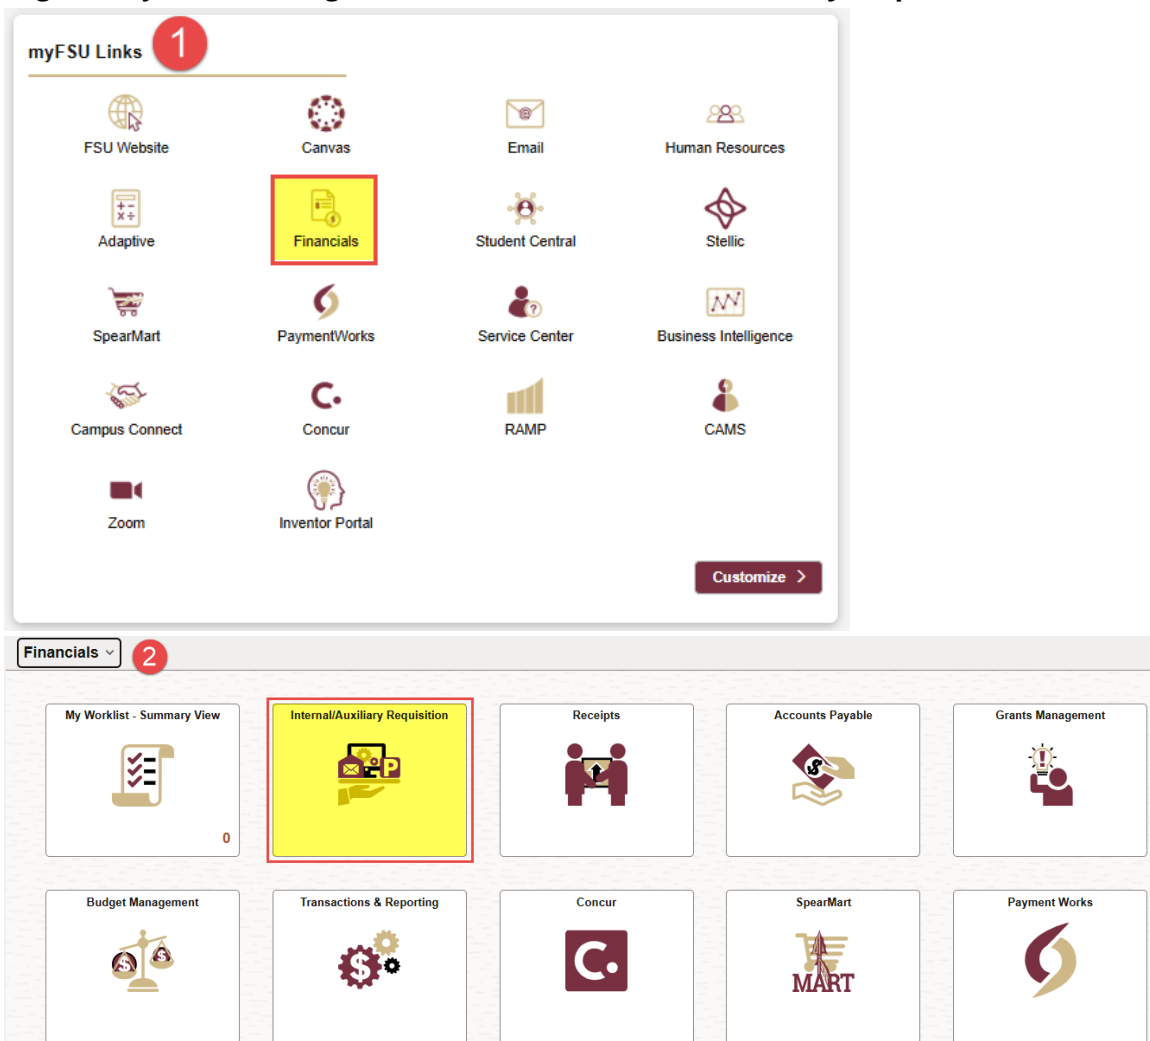 myFSU Links 1
FSU Website Canvas Email Human Resources
Adaptive Financials Student Central Stellic
SpearMart PaymentWorks Service Center Business Intelligence
Campus Connect Concur RAMP CAMS
Zoom Inventor Portal
Customize >
Financials 2
My Worklist - Summary View Internal/Auxiliary Requisition Receipts Accounts Payable Grants Management
P
0
Budget Management Transactions & Reporting Concur SpearMart Payment Works
C.
MART